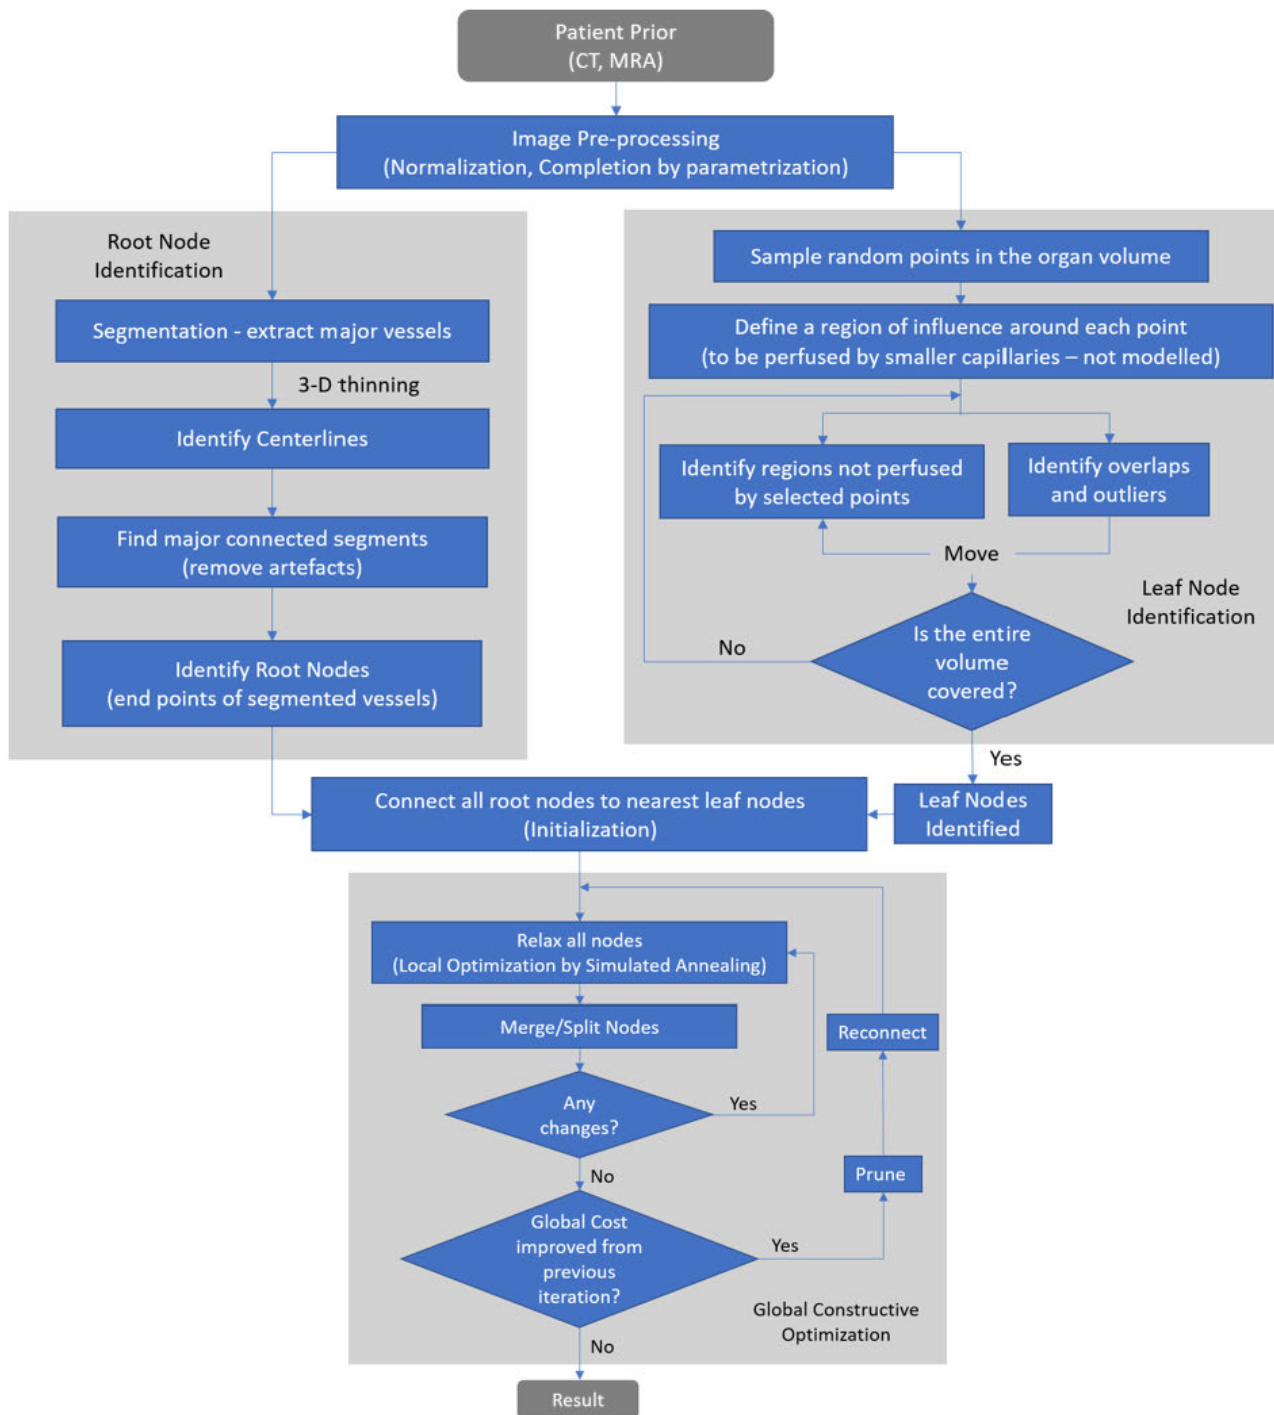 Patient Prior
(CT, MRA)
Image Pre-processing
(Normalization, Completion by parametrization)
Root Node
Identification
Segmentation - extract major vessels
3-D thinning
Identify Centerlines
Find major connected segments
(remove artefacts)
Identify Root Nodes
(end points of segmented vessels)
Sample random points in the organ volume
Define a region of influence around each point
(to be perfused by smaller capillaries – not modelled)
Identify regions not perfused
by selected points
Identify overlaps
and outliers
Move
Leaf Node
Identification
Is the entire
volume
covered?
No
Yes
Leaf Nodes
Identified
Connect all root nodes to nearest leaf nodes
(Initialization)
Relax all nodes
(Local Optimization by Simulated Annealing)
Merge/Split Nodes
Any
changes?
Yes
No
Global Cost
improved from
previous
iteration?
Yes
Prune
Reconnect
Global Constructive
Optimization
No
Result